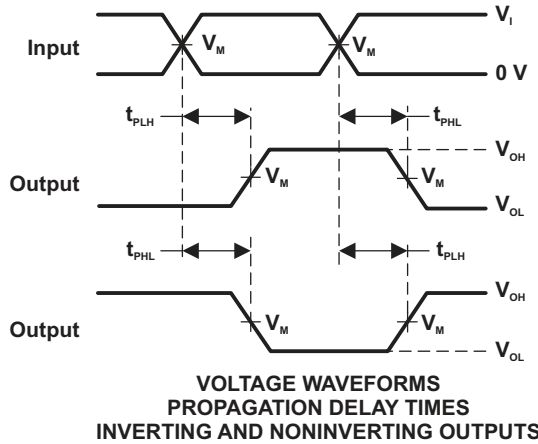 V_I
Input
V_M
V_M
0 V
t_PLH
t_PHL
V_OH
Output
V_M
V_M
V_OL
t_PHL
t_PLH
V_OH
Output
V_M
V_M
V_OL
VOLTAGE WAVEFORMS
PROPAGATION DELAY TIMES
INVERTING AND NONINVERTING OUTPUTS